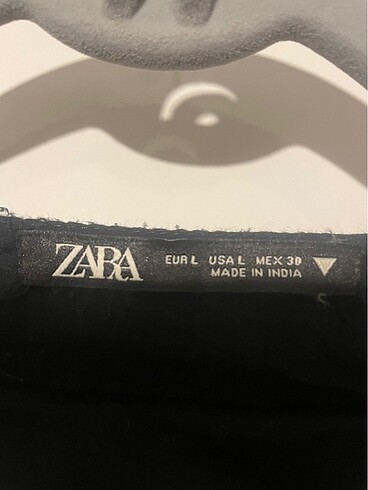 ZARA
EUR L USA L MEX 30
MADE IN INDIA